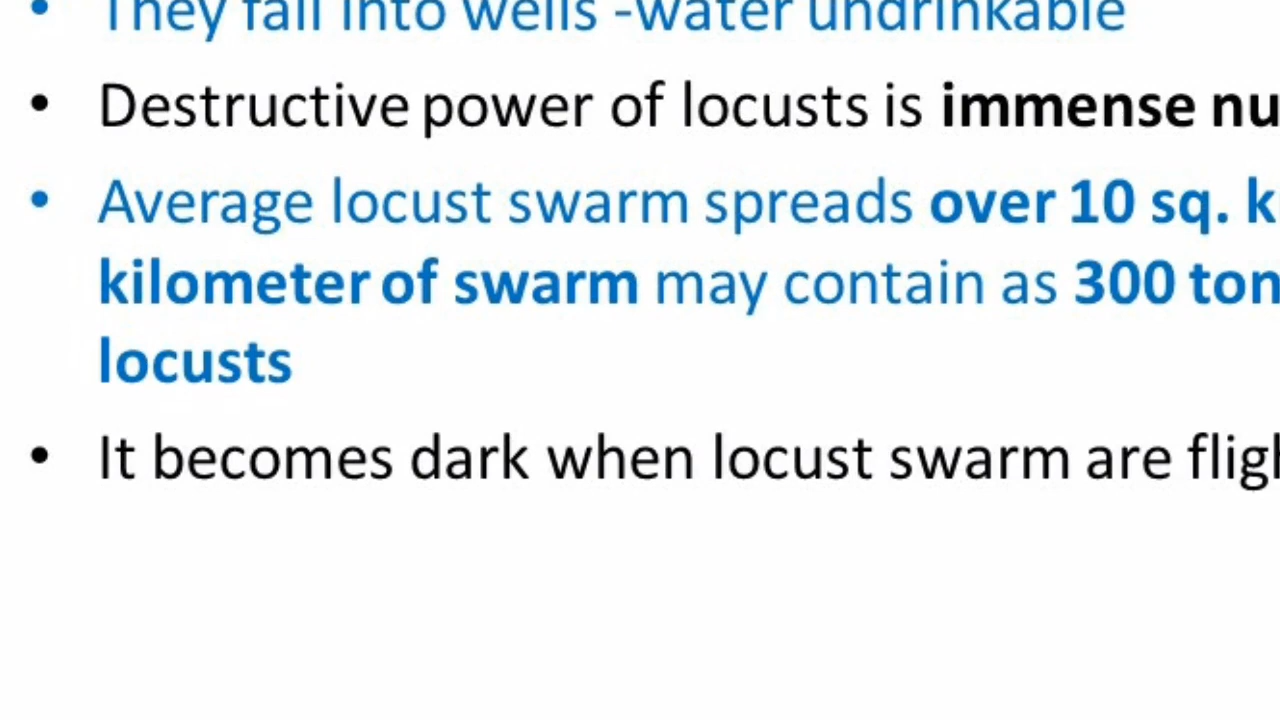 • They fall into wells -water undrinkable
• Destructive power of locusts is immense nu
• Average locust swarm spreads over 10 sq. k
kilometer of swarm may contain as 300 ton
locusts
• It becomes dark when locust swarm are fligh